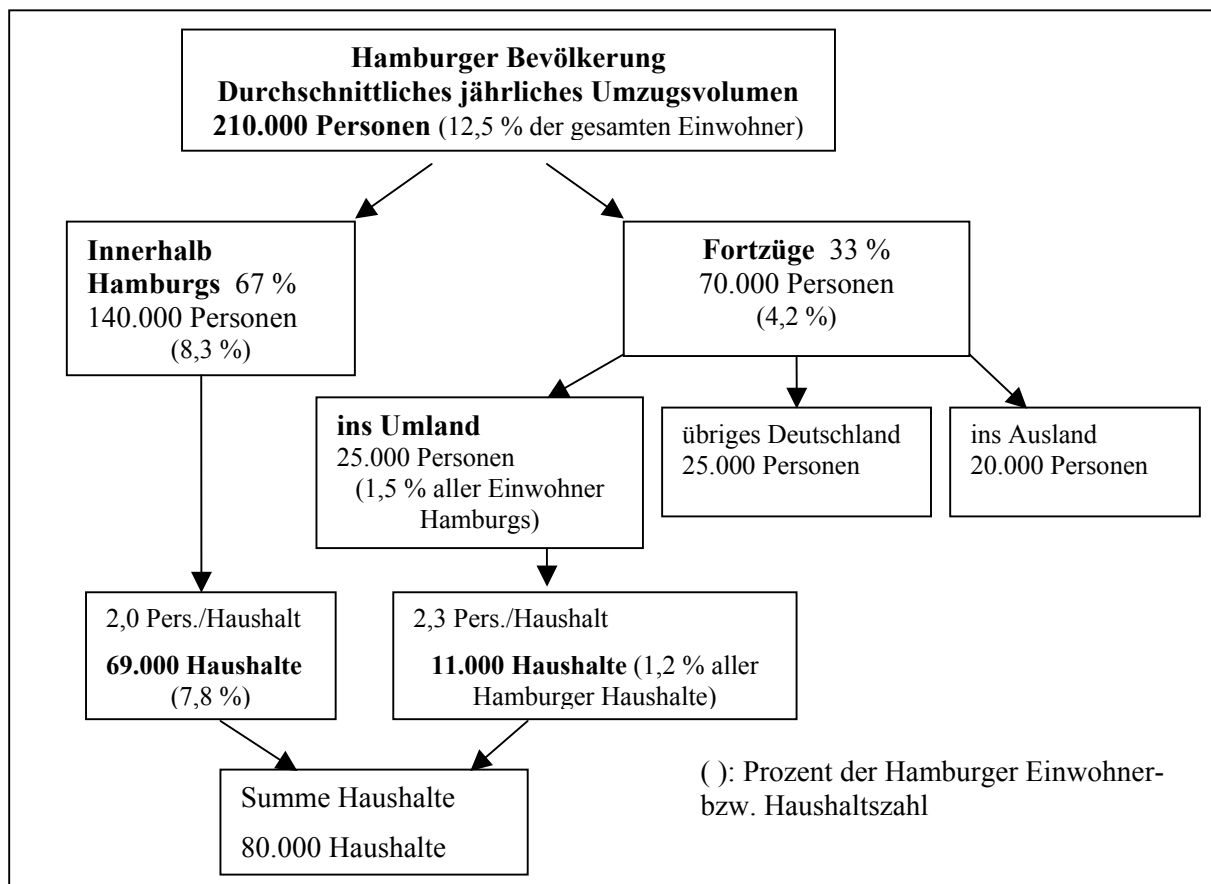 Hamburger Bevölkerung
Durchschnittliches jährliches Umzugsvolumen
210.000 Personen (12,5 % der gesamten Einwohner)
Innerhalb
Hamburgs 67 %
140.000 Personen
(8,3 %)
Fortzüge 33 %
70.000 Personen
(4,2 %)
ins Umland
25.000 Personen
(1,5 % aller Einwohner
Hamburgs)
übriges Deutschland
25.000 Personen
ins Ausland
20.000 Personen
2,0 Pers./Haushalt
69.000 Haushalte
(7,8 %)
2,3 Pers./Haushalt
11.000 Haushalte (1,2 % aller
Hamburger Haushalte)
Summe Haushalte
80.000 Haushalte
( ): Prozent der Hamburger Einwohner-
bzw. Haushaltszahl